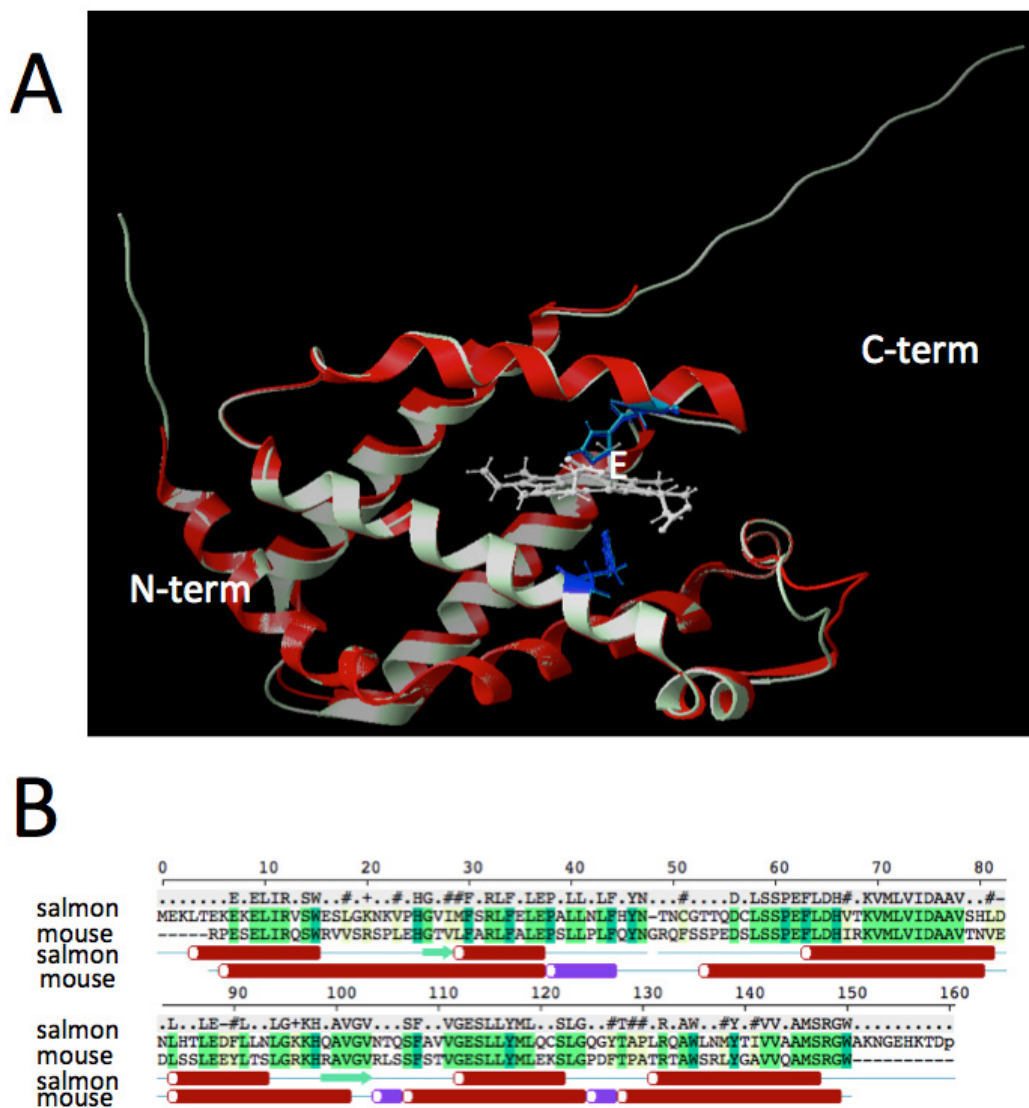 A
E
C-term
N-term
B
0 10 20 30 40 50 60 70 80
.......E.ELIR.SW..#.+..#.HG.##F.RLF.LEP.LL.LF.YN...#....D.LSSPEFLDH#.KVMLVIDAAV..#-
salmon MEKLTEKEKELIRVSWESLGKNKVPHGVIMFSRLFELEPALLNLFHYN-TNCGTTQDCLSSPEFLDHVTKVMLVIDAAVSHLD
mouse -----RPESELIRQSWRVVSRSPLEHGTVLFARLFALEPSLLPLFQYNGRQFSSPEDSLSSPEFLDHIRKVMLVIDAAVTNVE
salmon
mouse
90 100 110 120 130 140 150 160
.L..LE-#L..LG+KH.AVGV...SF..VGESLLYML..SLG..#T##.R.AW..#Y.#VV.AMSRGW..........
salmon NLHTLEDFLLNLGKKHQAVGVNTQSFAVVGESLLYMLQCSLGQGYTAPLRQAWLNMYTIVVAAMSRGWAKNGEHKTDp
mouse DLSSLEEYLTSLGRKHRAVGVRLSSFSTVGESLLYMLEKSLGPDFTPATRTAWSRLYGAVVQAMSRGW----------
salmon
mouse